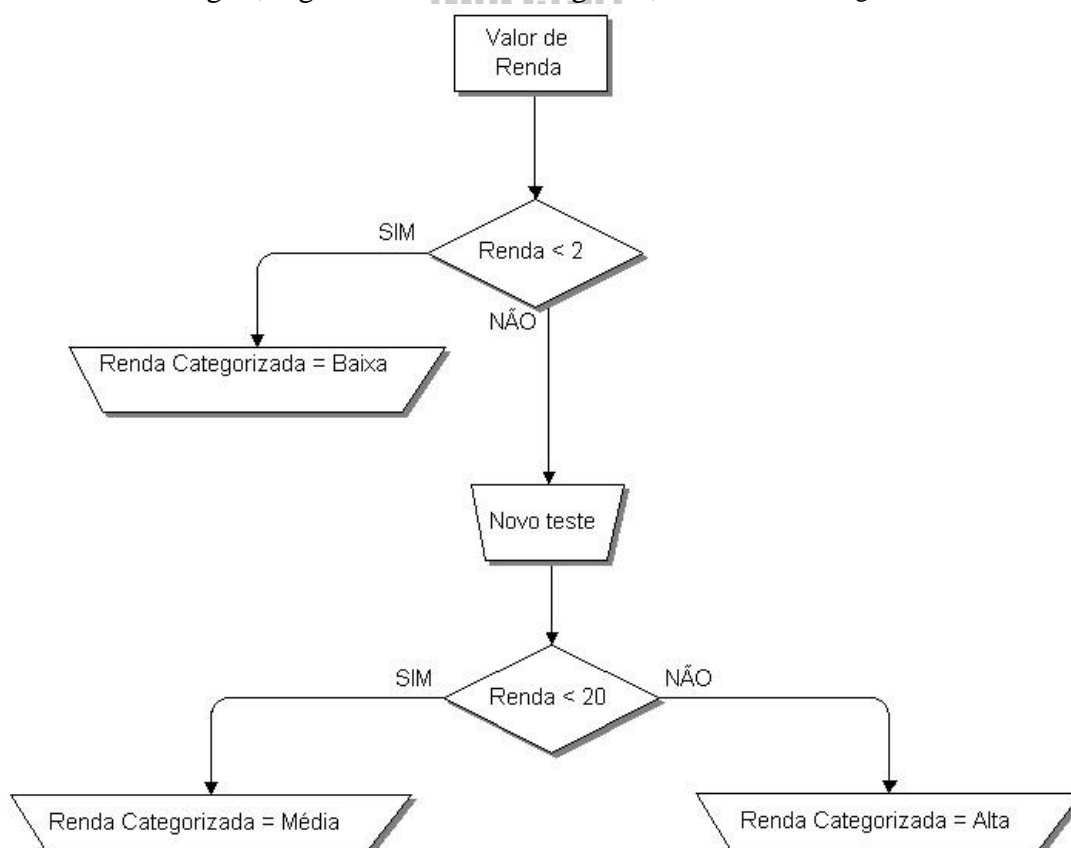 Valor de
Renda
SIM
Renda < 2
NÃO
Renda Categorizada = Baixa
Novo teste
SIM
Renda < 20
NÃO
Renda Categorizada = Média
Renda Categorizada = Alta